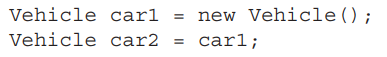 Vehicle car1 = new Vehicle();
Vehicle car2 = car1;